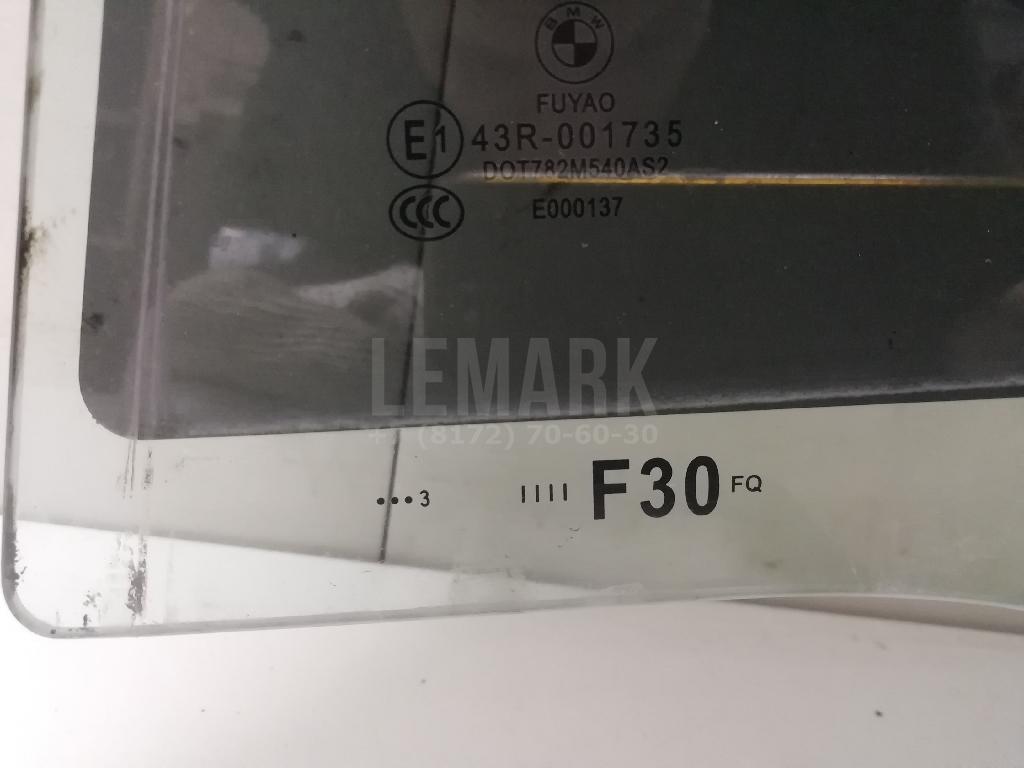 BMW
FUYAO
E1 43R-001735
DOT782M540AS2
CCC E000137
LEMARK
+7 (8172) 70-60-30
•••3 IIII F30 FQ